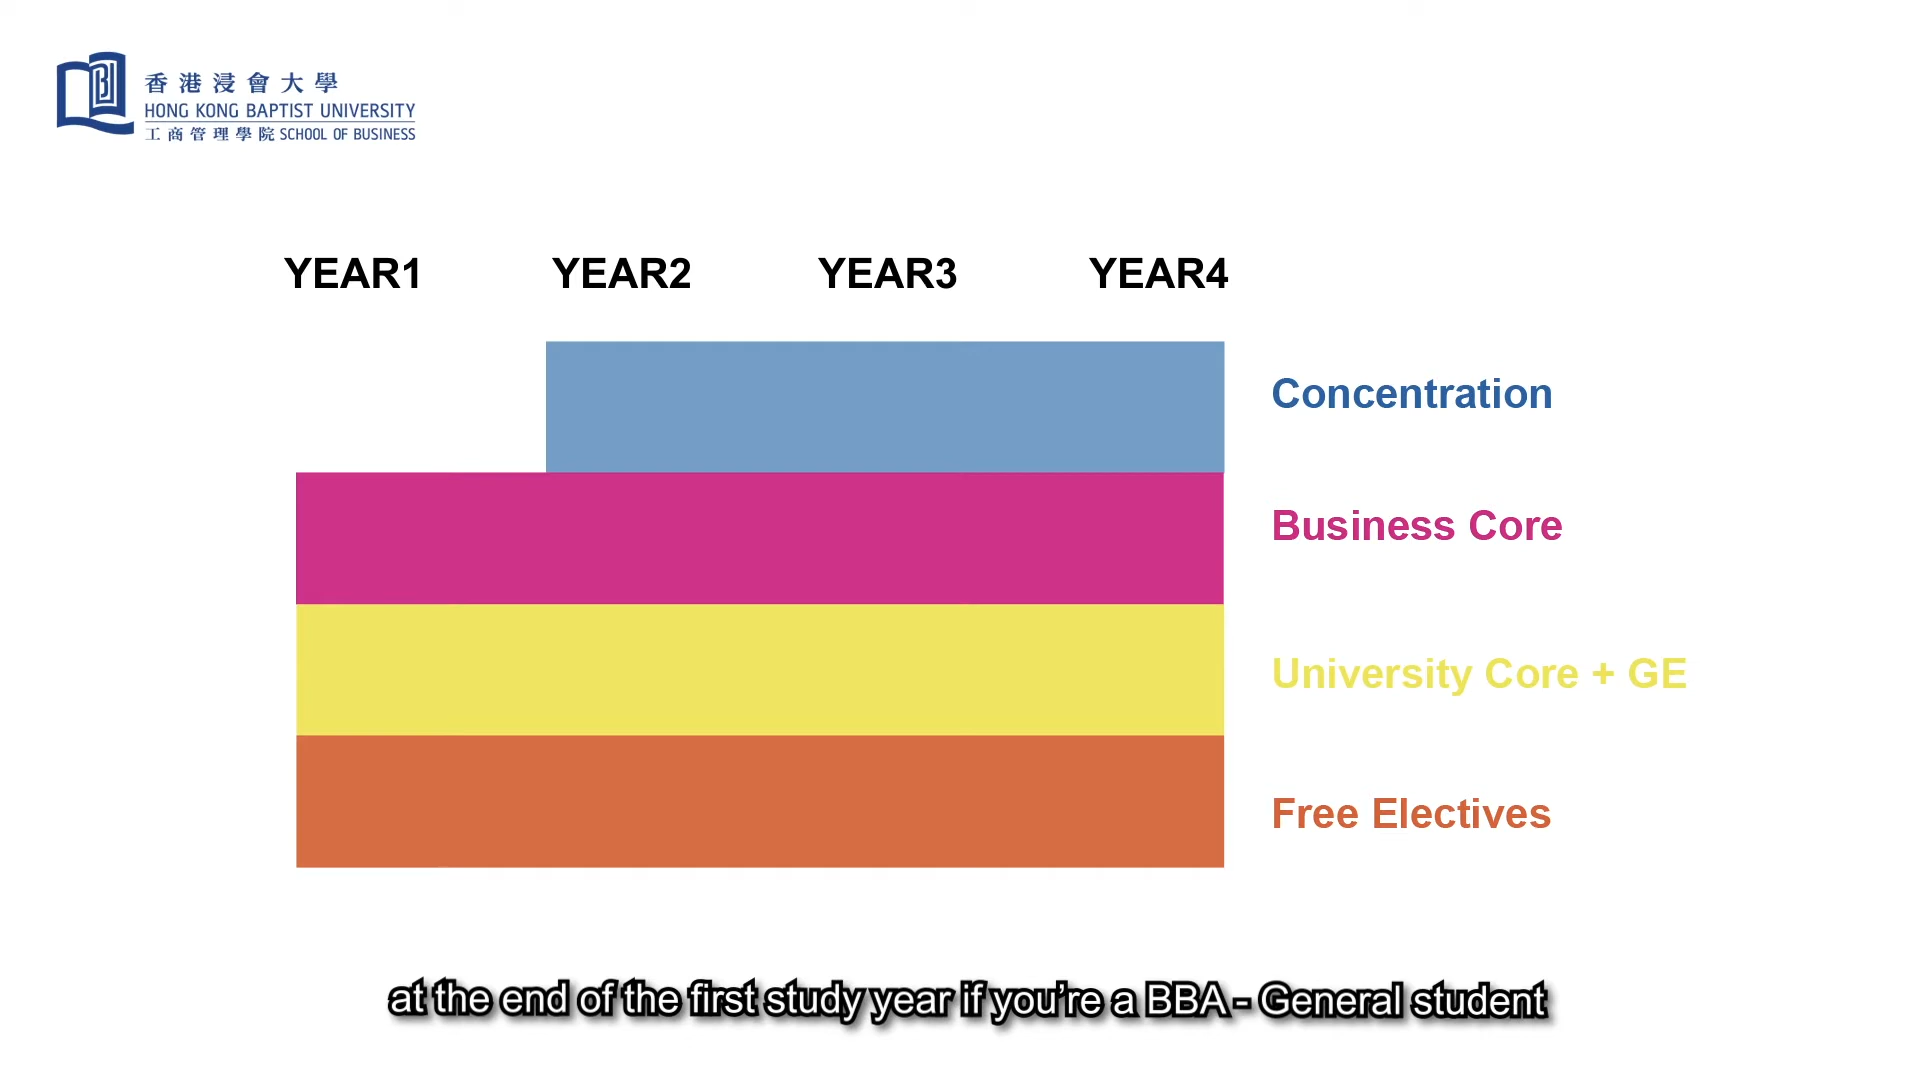 香港浸會大學
HONG KONG BAPTIST UNIVERSITY
工商管理學院 SCHOOL OF BUSINESS
YEAR1 YEAR2 YEAR3 YEAR4
Concentration
Business Core
University Core + GE
Free Electives
at the end of the first study year if you're a BBA - General student